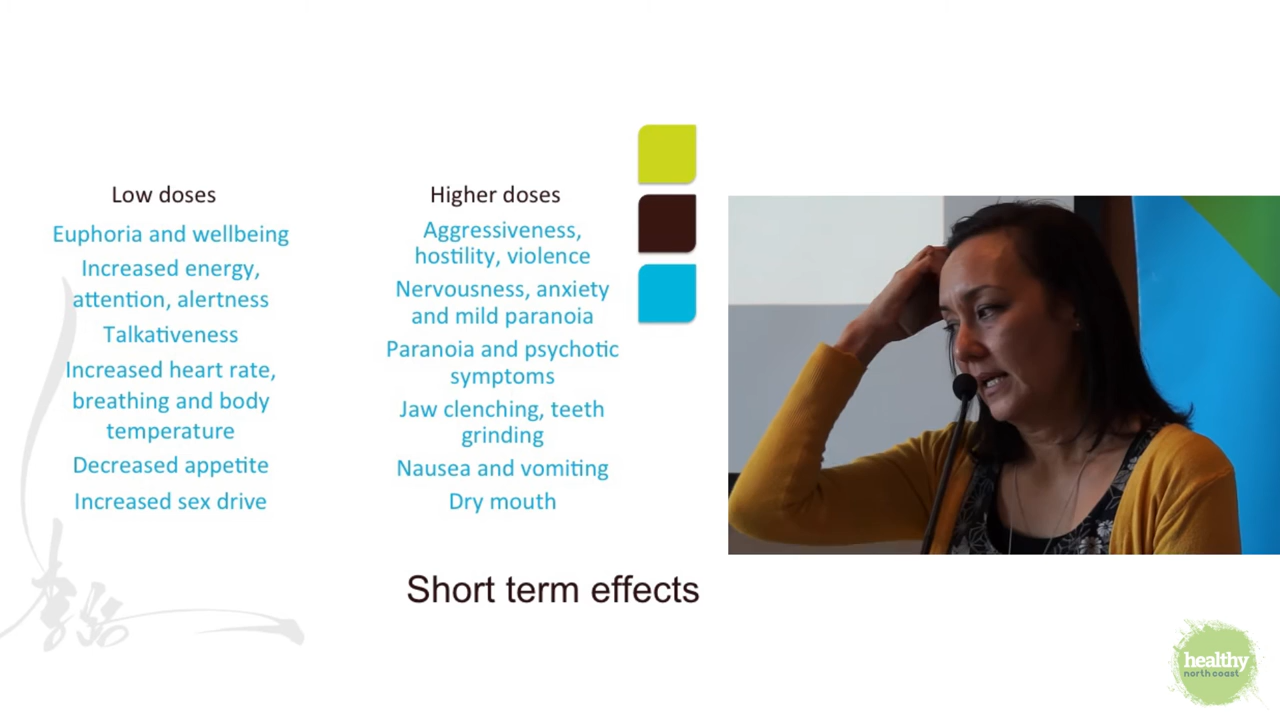 Low doses
Euphoria and wellbeing
Increased energy,
attention, alertness
Talkativeness
Increased heart rate,
breathing and body
temperature
Decreased appetite
Increased sex drive
Higher doses
Aggressiveness,
hostility, violence
Nervousness, anxiety
and mild paranoia
Paranoia and psychotic
symptoms
Jaw clenching, teeth
grinding
Nausea and vomiting
Dry mouth
Short term effects
healthy
north coast